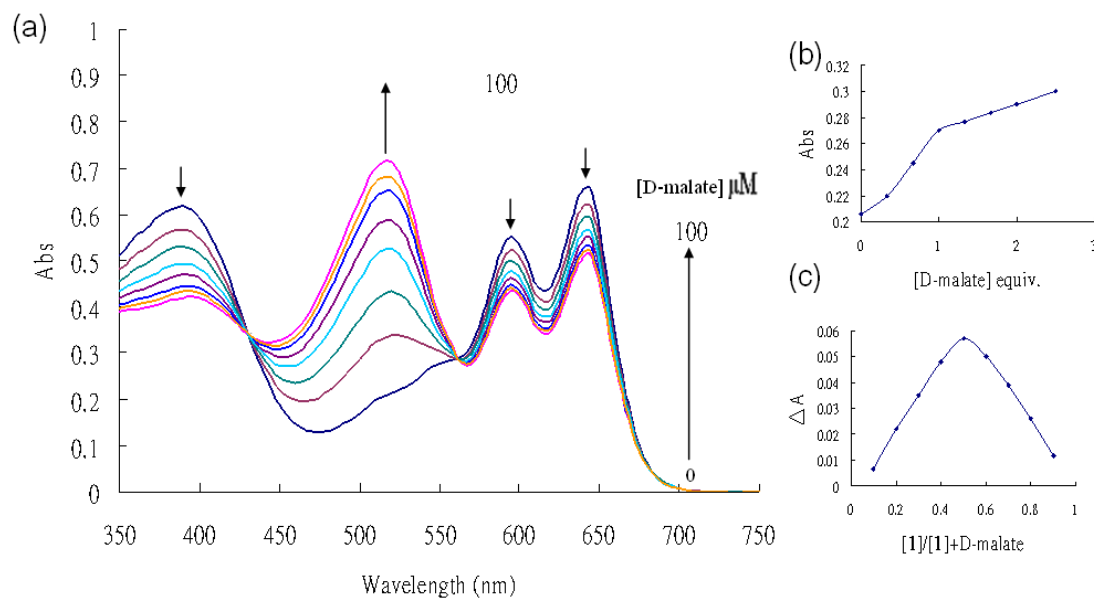 (a)
1
0.9
0.8
0.7
0.6
0.5
0.4
0.3
0.2
0.1
0
Abs
100
[D-malate] μM
100
0
350 400 450 500 550 600 650 700 750
Wavelength (nm)
(b)
0.32
0.3
0.28
0.26
0.24
0.22
0.2
Abs
0 1 2 3
[D-malate] equiv.
(c)
0.06
0.05
0.04
0.03
0.02
0.01
0
△A
0 0.2 0.4 0.6 0.8 1
[1]/[1]+D-malate